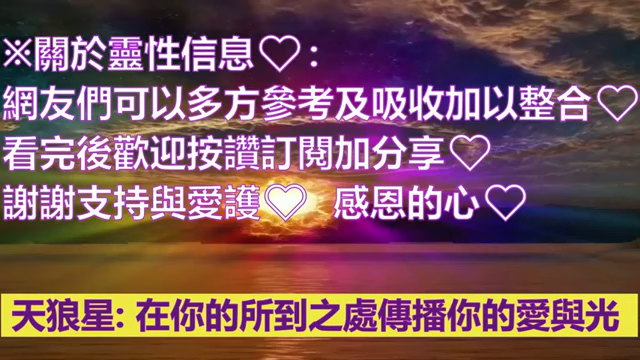 ※關於靈性信息♡:
網友們可以多方參考及吸收加以整合♡
看完後歡迎按讚訂閱加分享♡
謝謝支持與愛護♡ 感恩的心♡
天狼星: 在你的所到之處傳播你的愛與光